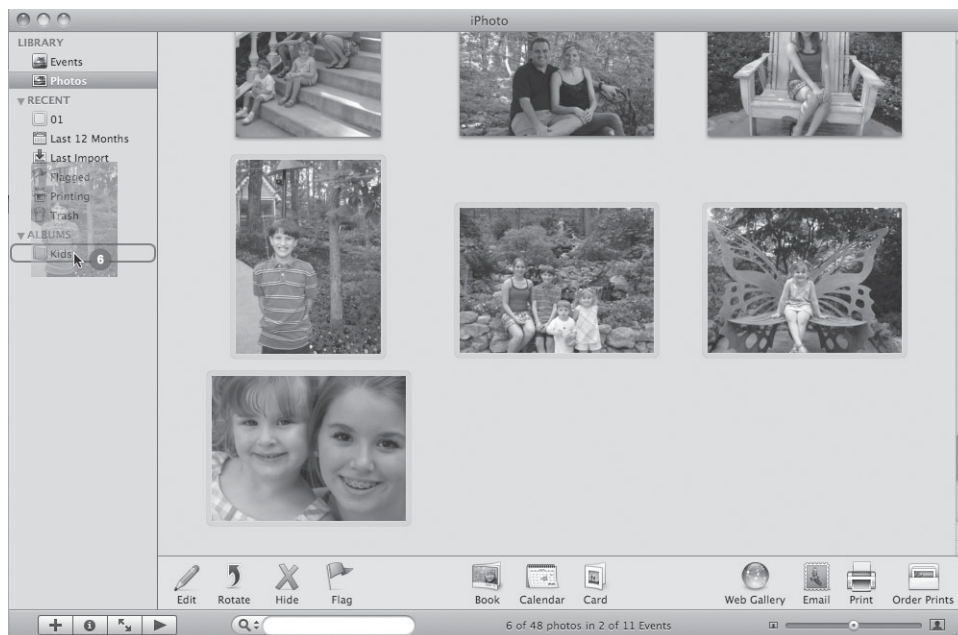 iPhoto
LIBRARY
Events
Photos
RECENT
01
Last 12 Months
Last Import
Flagged
Printing
Trash
ALBUMS
Kids
6
Edit Rotate Hide Flag Book Calendar Card Web Gallery Email Print Order Prints
6 of 48 photos in 2 of 11 Events